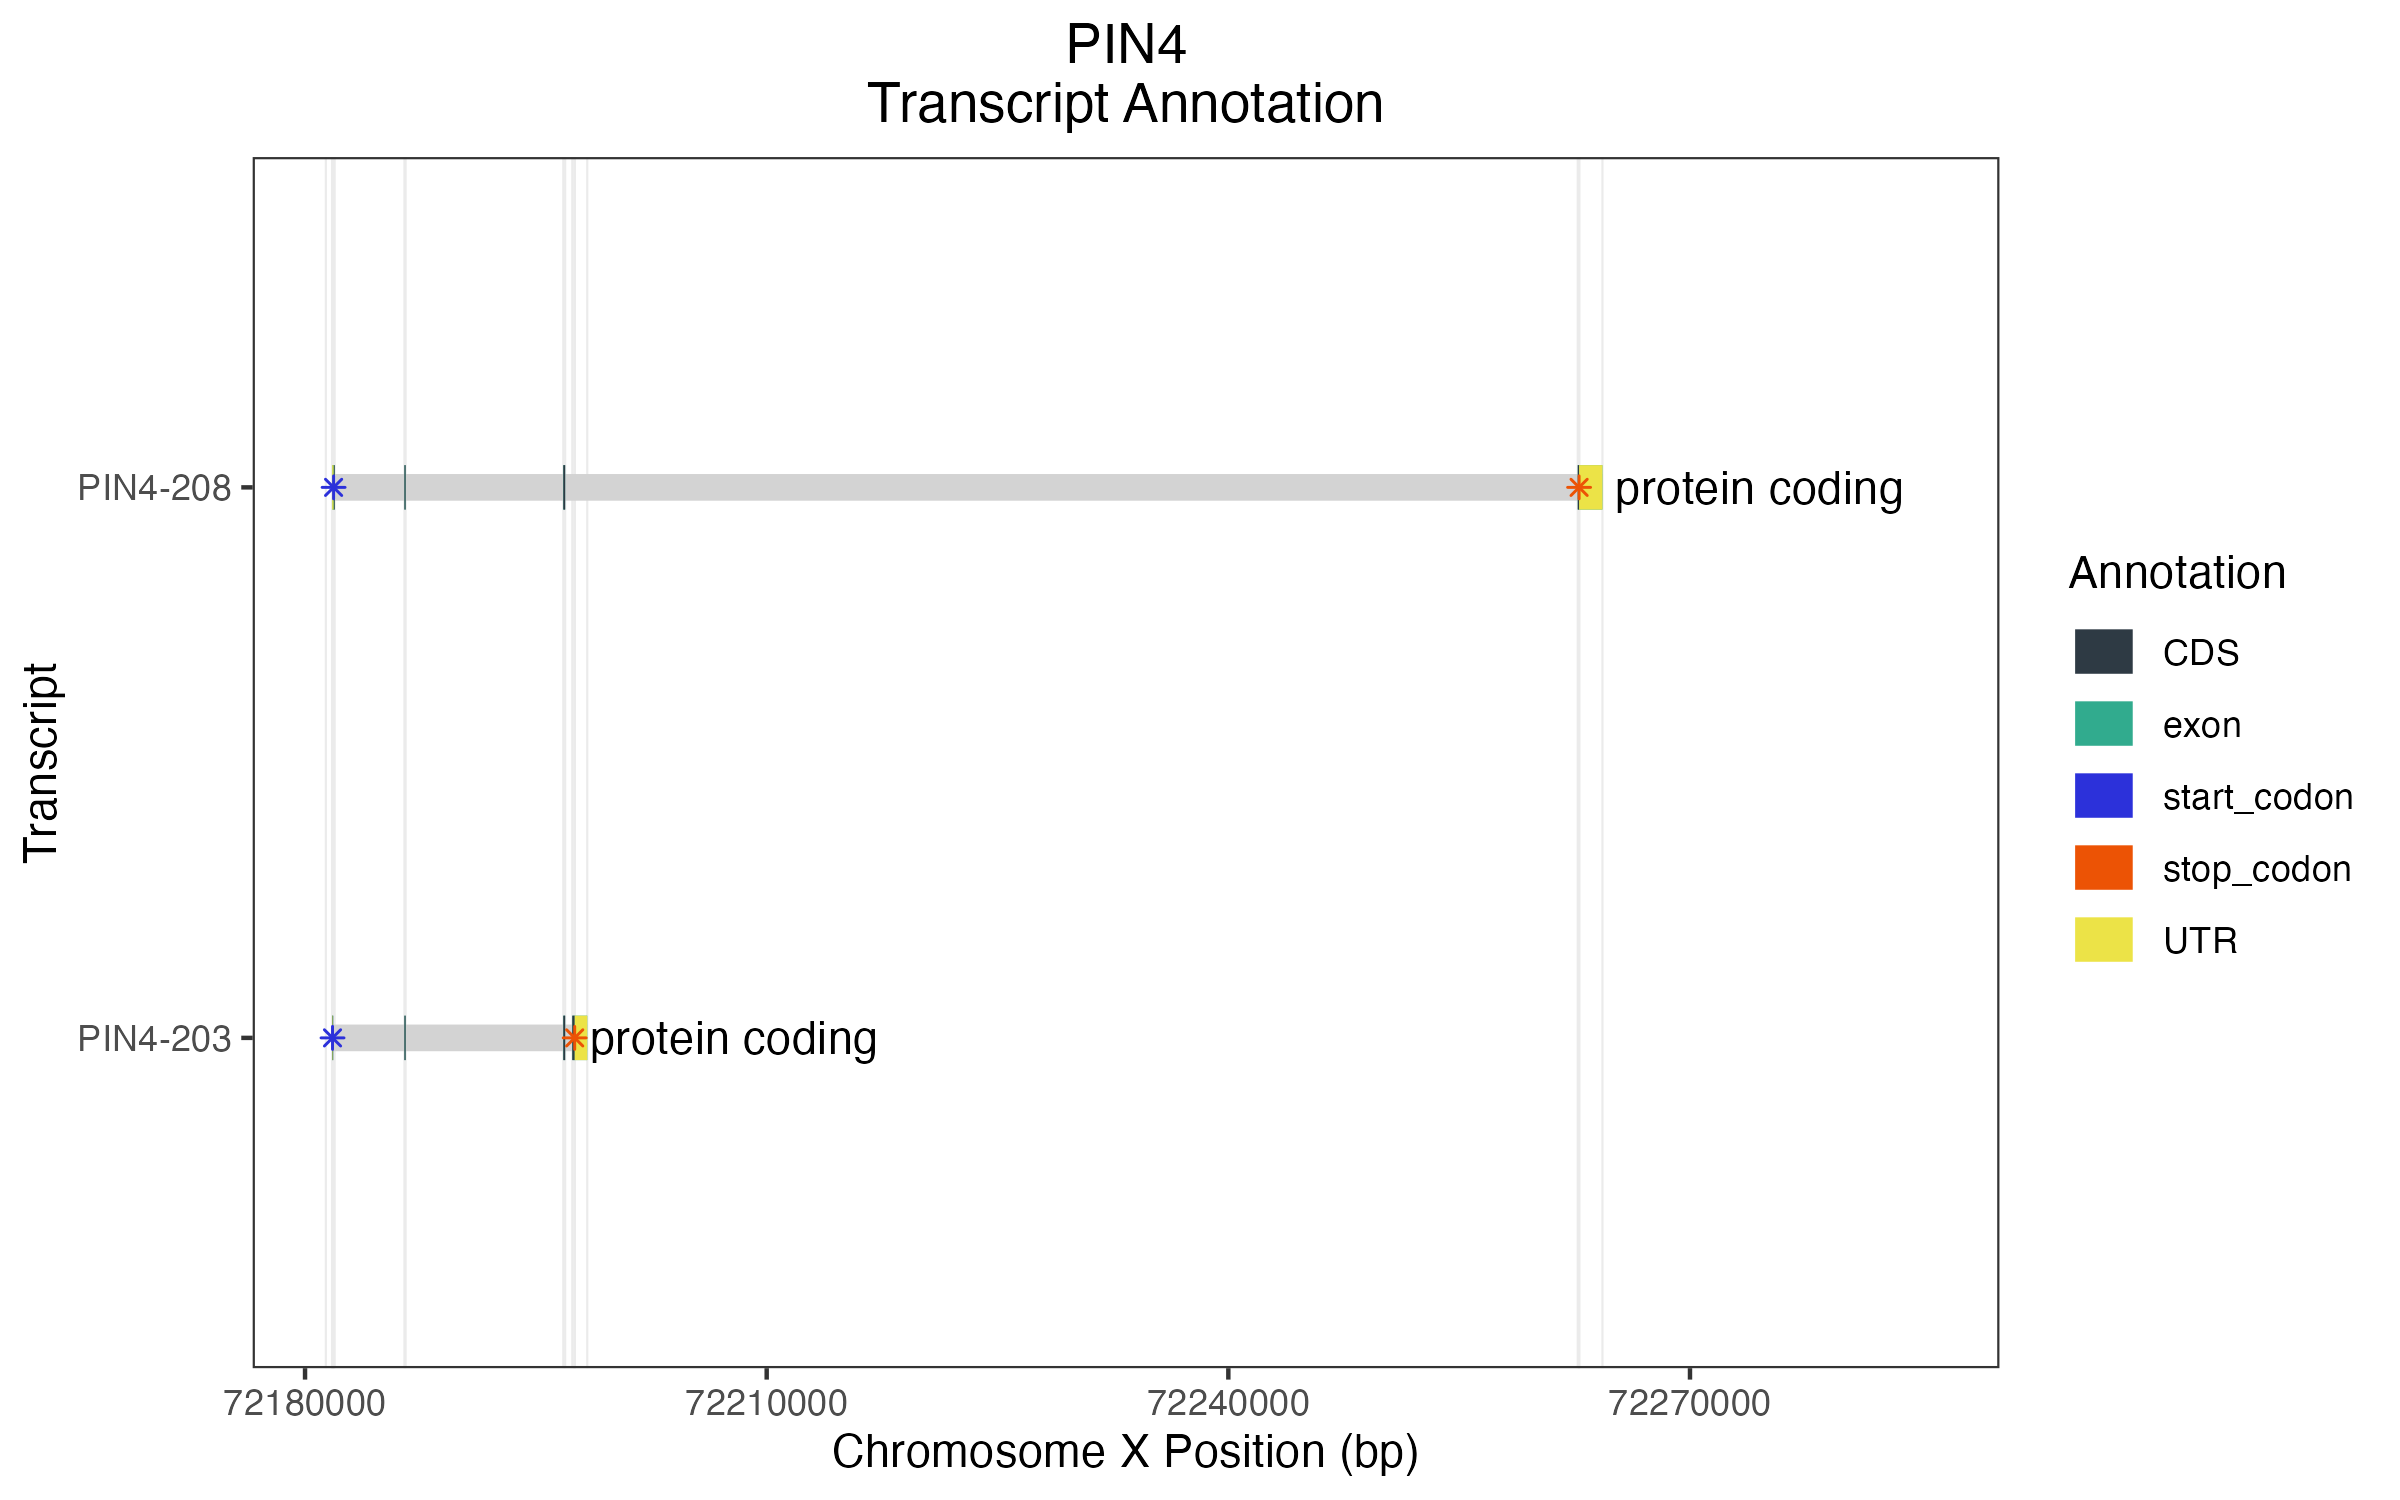 PIN4
Transcript Annotation
PIN4-208
protein coding
PIN4-203
protein coding
Transcript
72180000
72210000
72240000
72270000
Chromosome X Position (bp)
Annotation
CDS
exon
start_codon
stop_codon
UTR